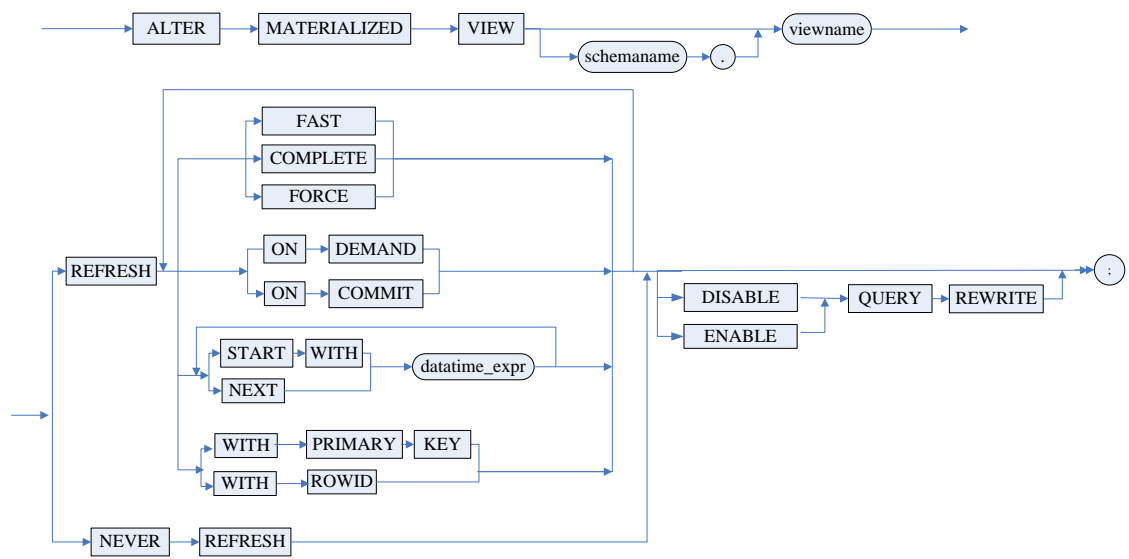 ALTER MATERIALIZED VIEW viewname
schemaname .
FAST
COMPLETE
FORCE
ON DEMAND
REFRESH ;
ON COMMIT
DISABLE QUERY REWRITE
ENABLE
START WITH
datatime_expr
NEXT
WITH PRIMARY KEY
WITH ROWID
NEVER REFRESH